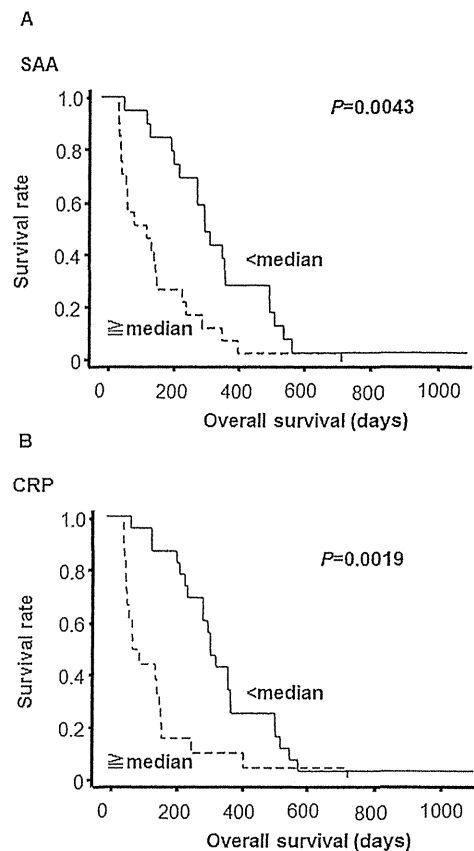 A
SAA
P=0.0043
1.0
0.8
0.6
0.4
0.2
0
Survival rate
<median
≧median
0 200 400 600 800 1000
Overall survival (days)
B
CRP
P=0.0019
1.0
0.8
0.6
0.4
0.2
0
Survival rate
<median
≧median
0 200 400 600 800 1000
Overall survival (days)